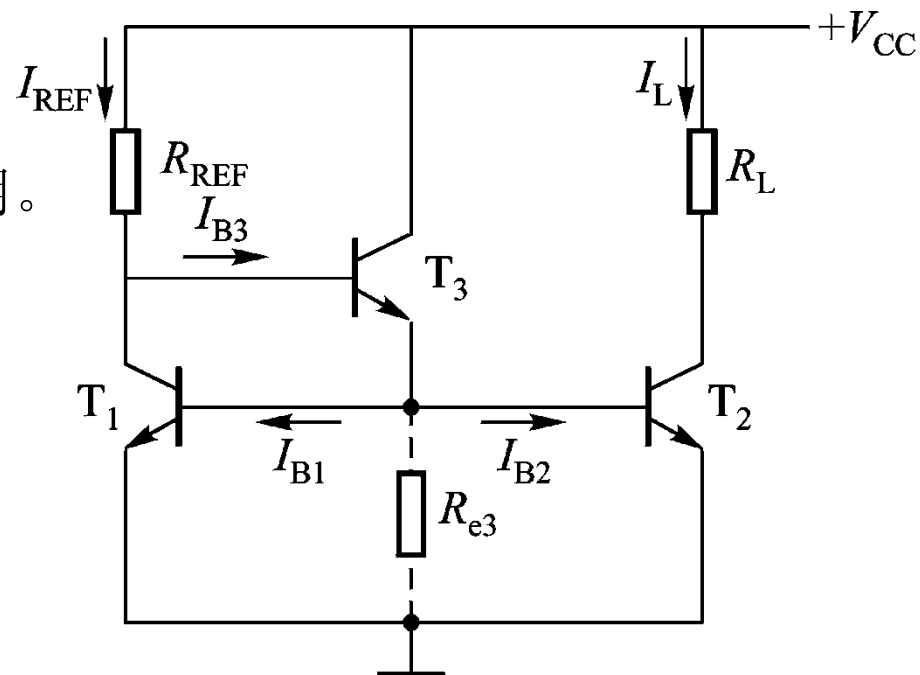 +V_CC
I_REF
I_L
R_REF
R_L
。
I_B3
T_3
T_1
T_2
I_B1
I_B2
R_e3